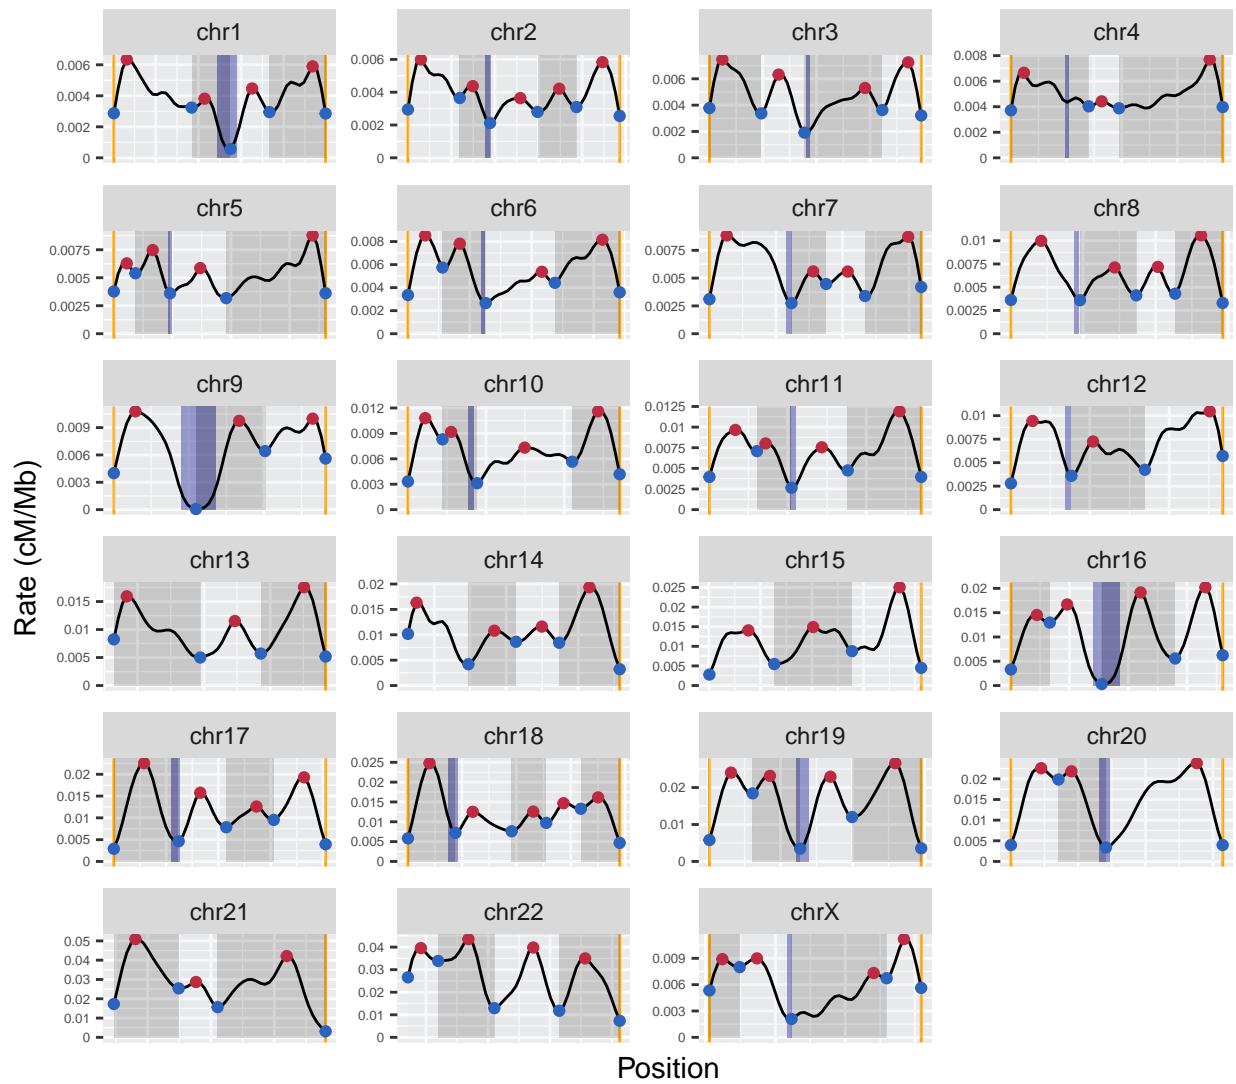 chr1 chr2 chr3 chr4
0.006 0.004 0.002 0
0.006 0.004 0.002 0
0.006 0.004 0.002 0
0.008 0.006 0.004 0.002 0
chr5 chr6 chr7 chr8
0.0075 0.005 0.0025 0
0.008 0.006 0.004 0.002 0
0.0075 0.005 0.0025 0
0.01 0.0075 0.005 0.0025 0
chr9 chr10 chr11 chr12
0.009 0.006 0.003 0
0.012 0.009 0.006 0.003 0
0.0125 0.01 0.0075 0.005 0.0025 0
0.01 0.0075 0.005 0.0025 0
Rate (cM/Mb)
chr13 chr14 chr15 chr16
0.015 0.01 0.005 0
0.02 0.015 0.01 0.005 0
0.025 0.02 0.015 0.01 0.005 0
0.02 0.015 0.01 0.005 0
chr17 chr18 chr19 chr20
0.02 0.015 0.01 0.005 0
0.025 0.02 0.015 0.01 0.005 0
0.02 0.01 0
0.02 0.015 0.01 0.005 0
chr21 chr22 chrX
0.05 0.04 0.03 0.02 0.01 0
0.04 0.03 0.02 0.01 0
0.009 0.006 0.003 0
Position